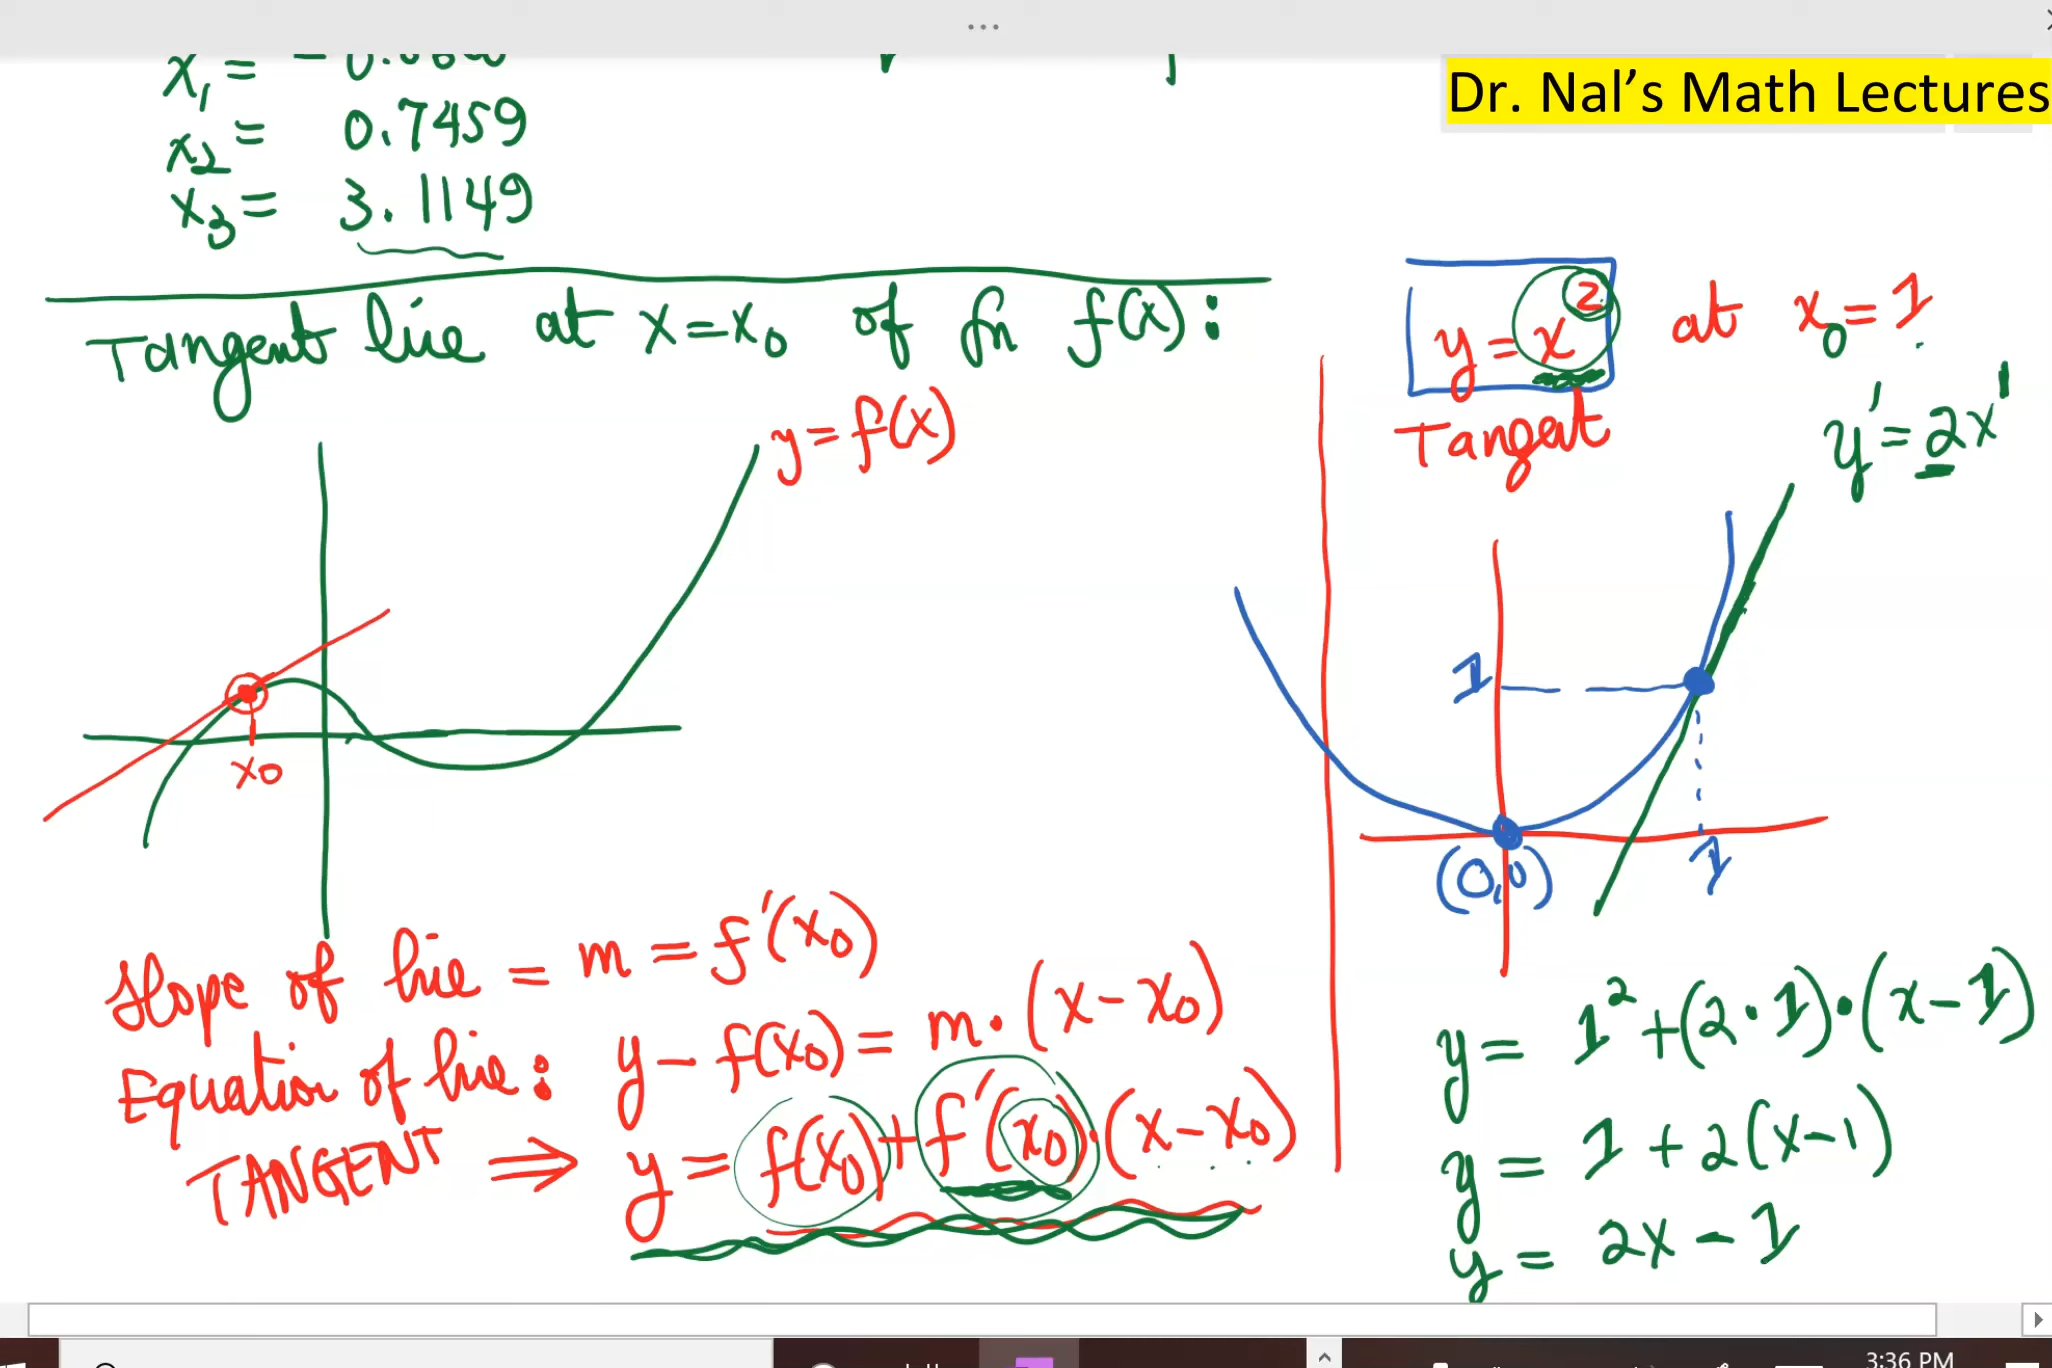 ...
x₁ =
Dr. Nal’s Math Lectures
x₂ = 0.7459
x₃ = 3.1149
Tangent line at x = x₀ of fn f(x):
y = x² at x₀ = 1
Tangent
y' = 2x¹
y = f(x)
x₀
1
(0,0)
1
Slope of line = m = f'(x₀)
Equation of line: y - f(x₀) = m · (x - x₀)
TANGENT ⟹ y = f(x₀) + f'(x₀) · (x - x₀)
y = 1² + (2 · 1) · (x - 1)
y = 1 + 2(x - 1)
y = 2x - 1
3:36 PM